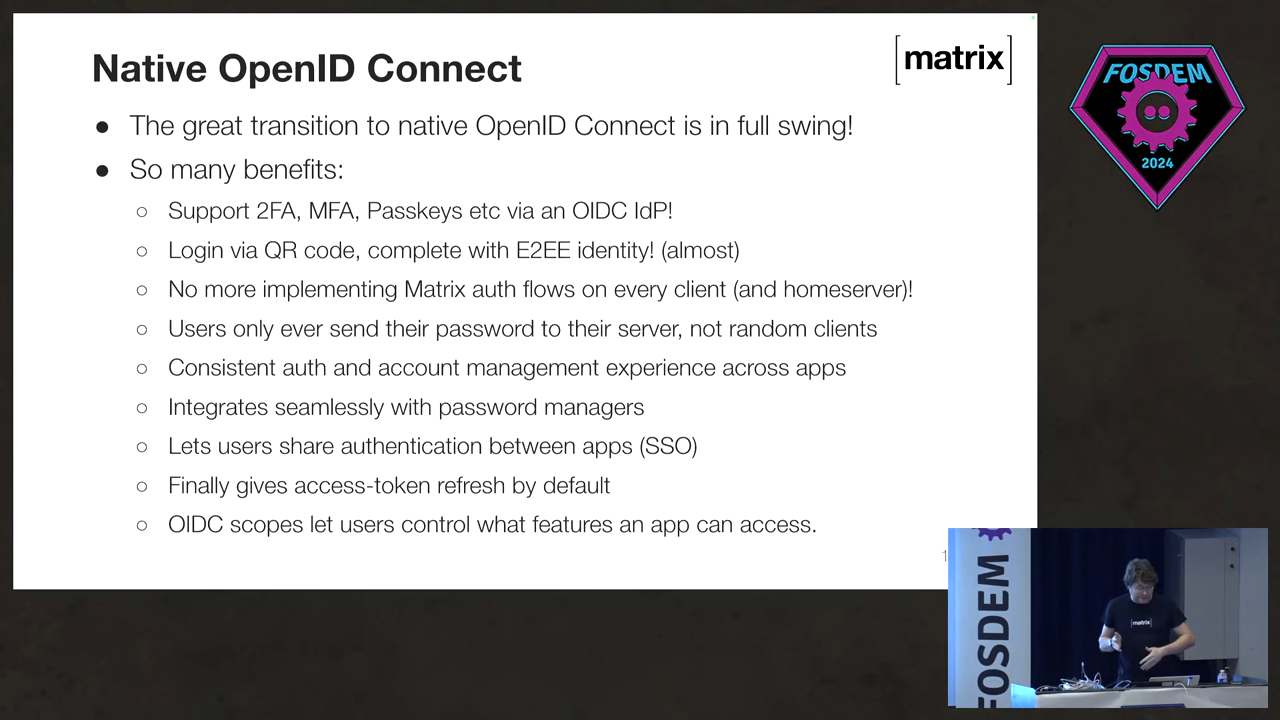 Native OpenID Connect
[matrix]
● The great transition to native OpenID Connect is in full swing!
● So many benefits:
○ Support 2FA, MFA, Passkeys etc via an OIDC IdP!
○ Login via QR code, complete with E2EE identity! (almost)
○ No more implementing Matrix auth flows on every client (and homeserver)!
○ Users only ever send their password to their server, not random clients
○ Consistent auth and account management experience across apps
○ Integrates seamlessly with password managers
○ Lets users share authentication between apps (SSO)
○ Finally gives access-token refresh by default
○ OIDC scopes let users control what features an app can access.
FOSDEM
2024
FOSDEM
[matrix]